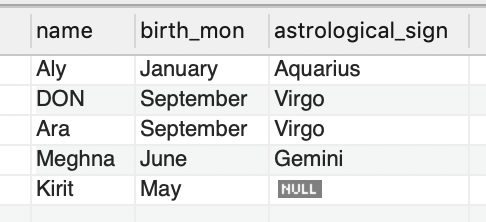 name birth_mon astrological_sign
Aly January Aquarius
DON September Virgo
Ara September Virgo
Meghna June Gemini
Kirit May NULL